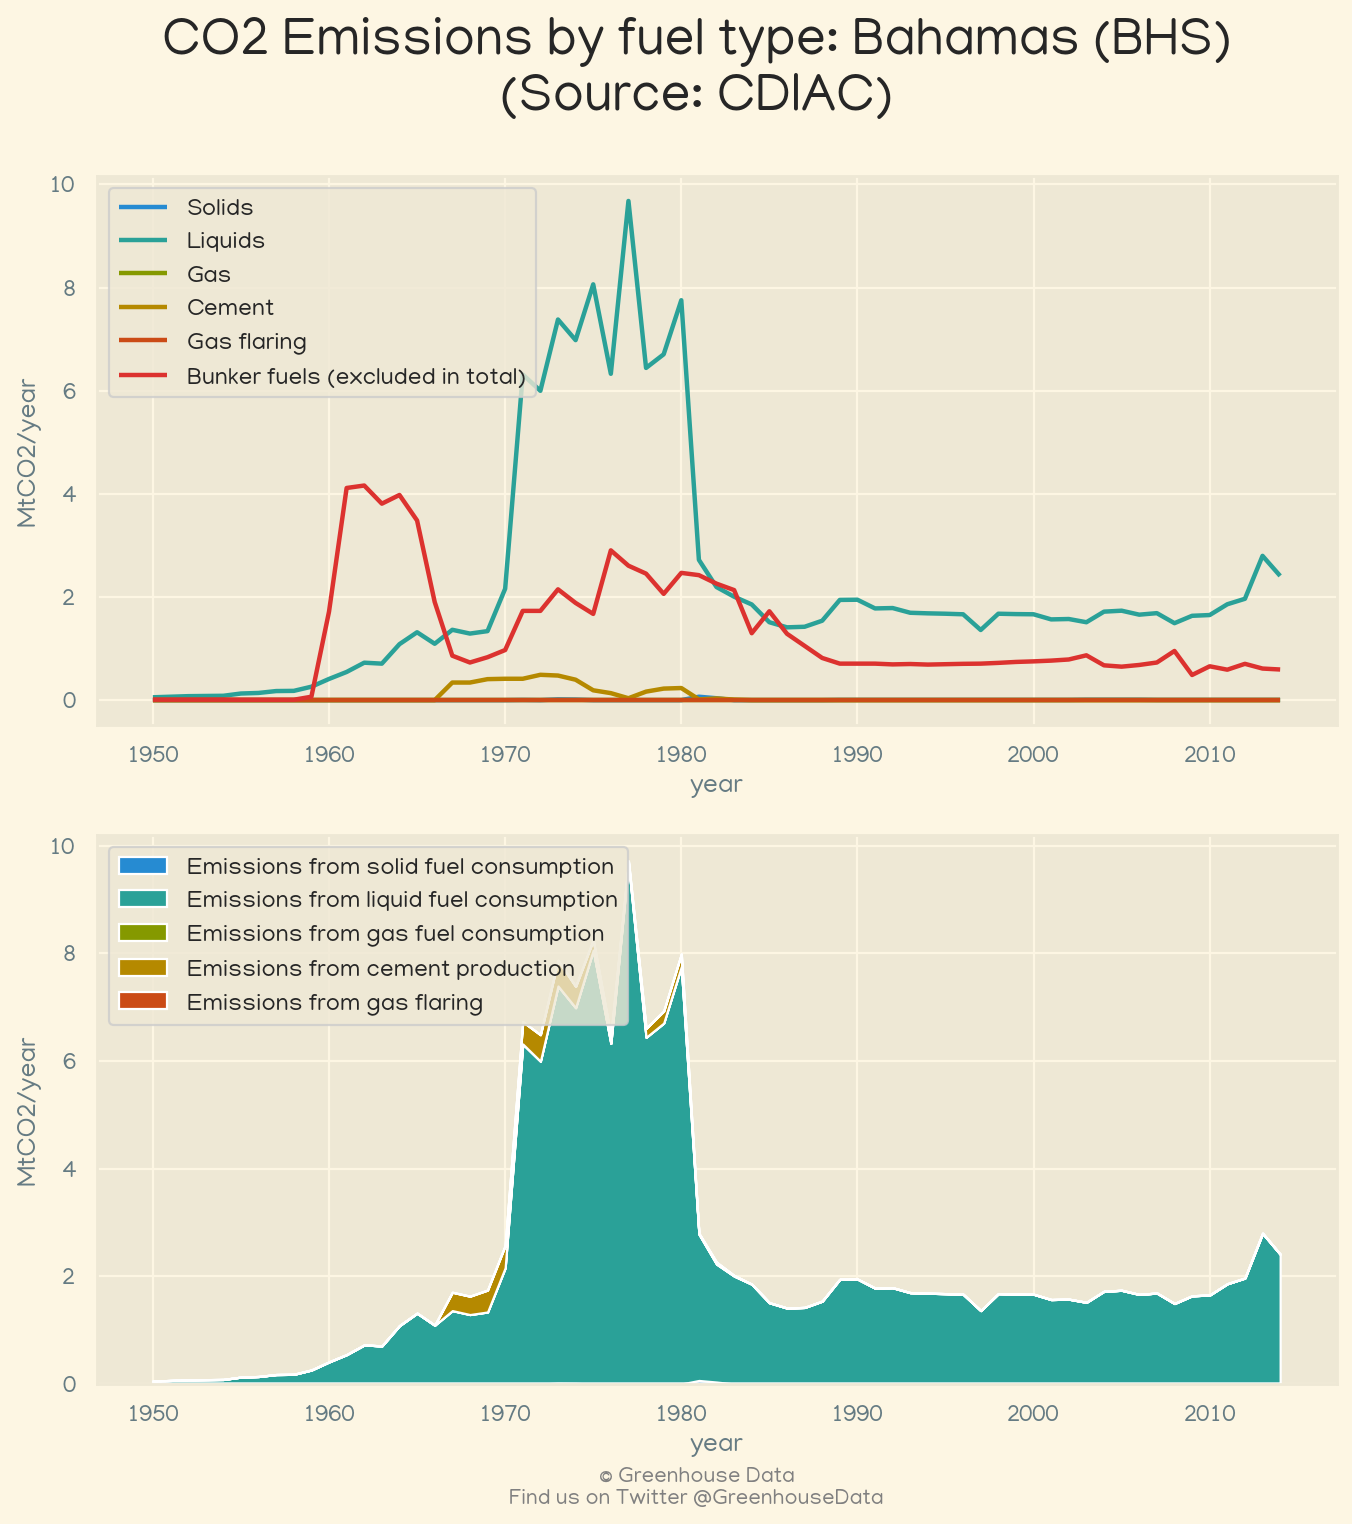 CO2 Emissions by fuel type: Bahamas (BHS)
(Source: CDIAC)
10
8
6
4
2
0
MtCO2/year
Solids
Liquids
Gas
Cement
Gas flaring
Bunker fuels (excluded in total)
1950 1960 1970 1980 1990 2000 2010
year
10
8
6
4
2
0
MtCO2/year
Emissions from solid fuel consumption
Emissions from liquid fuel consumption
Emissions from gas fuel consumption
Emissions from cement production
Emissions from gas flaring
1950 1960 1970 1980 1990 2000 2010
year
© Greenhouse Data
Find us on Twitter @GreenhouseData